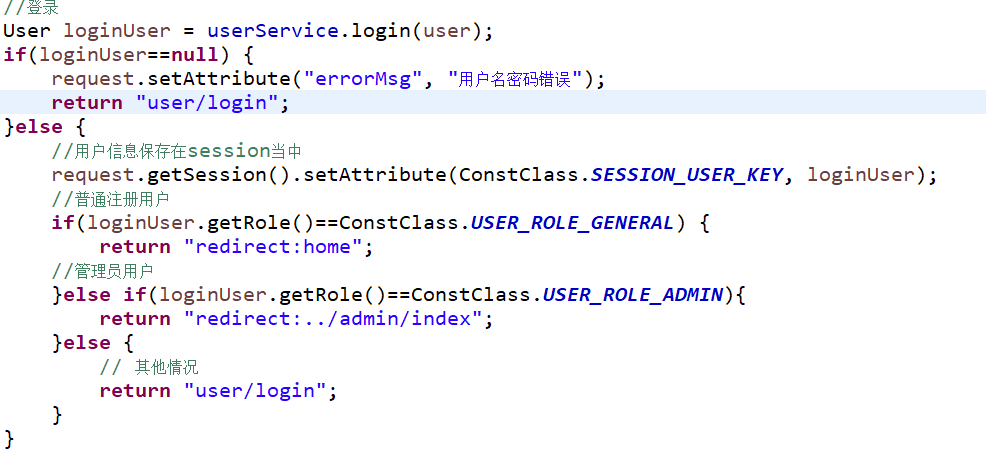 //登录
User loginUser = userService.login(user);
if(loginUser==null) {
    request.setAttribute("errorMsg", "用户名密码错误");
    return "user/login";
}else {
    //用户信息保存在session当中
    request.getSession().setAttribute(ConstClass.SESSION_USER_KEY, loginUser);
    //普通注册用户
    if(loginUser.getRole()==ConstClass.USER_ROLE_GENERAL) {
        return "redirect:home";
    //管理员用户
    }else if(loginUser.getRole()==ConstClass.USER_ROLE_ADMIN){
        return "redirect:../admin/index";
    }else {
        // 其他情况
        return "user/login";
    }
}